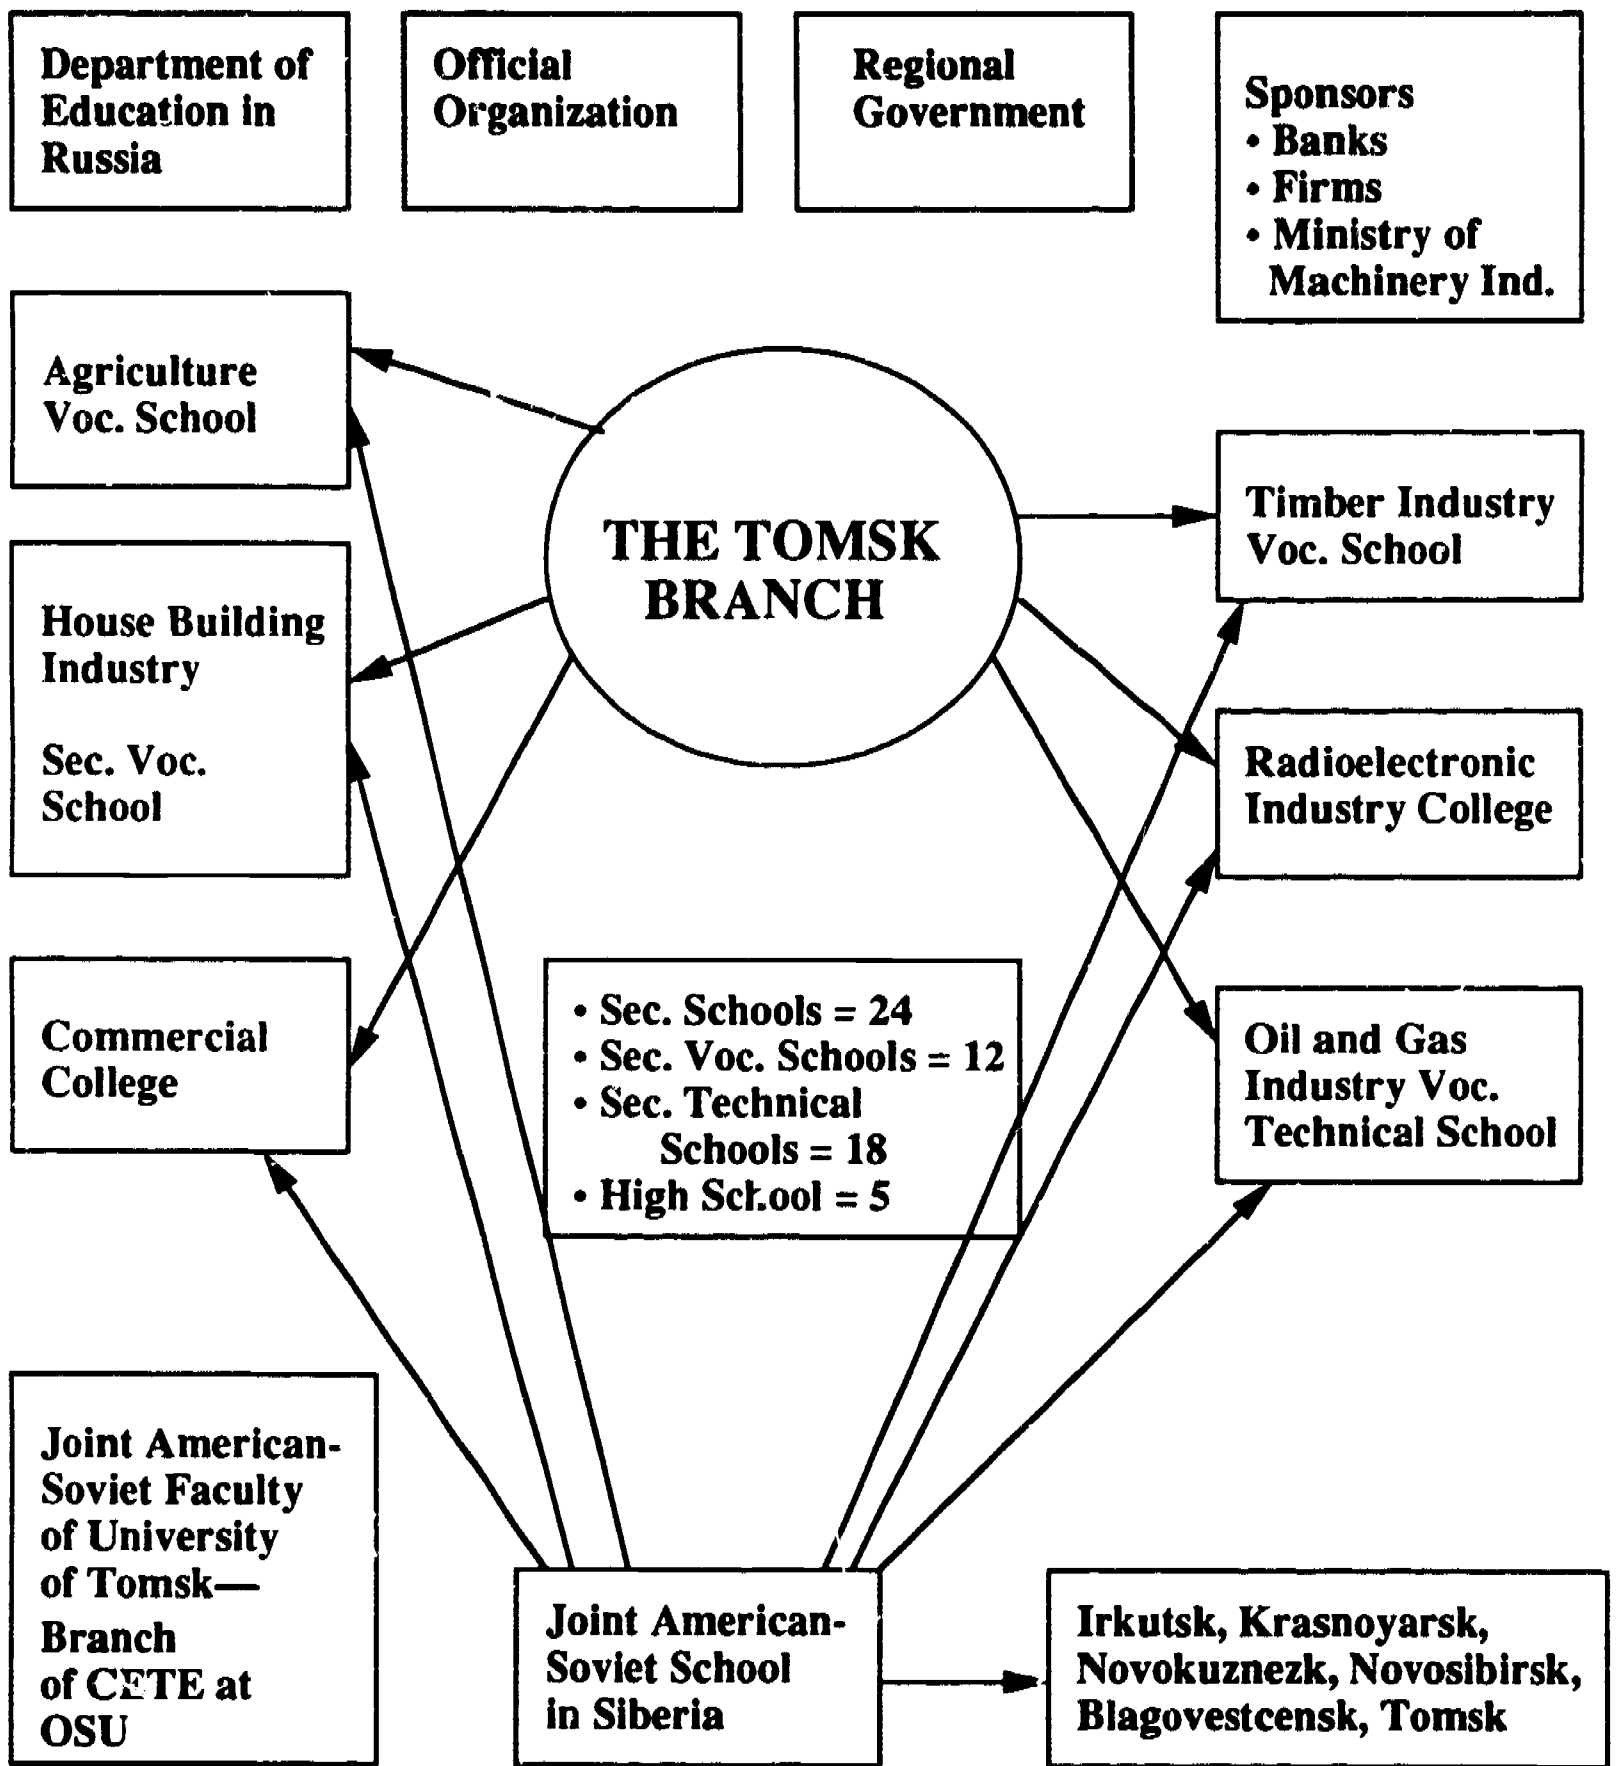 Department of
Education in
Russia
Official
Organization
Regional
Government
Sponsors
• Banks
• Firms
• Ministry of
Machinery Ind.
Agriculture
Voc. School
THE TOMSK
BRANCH
Timber Industry
Voc. School
House Building
Industry
Sec. Voc.
School
Radioelectronic
Industry College
Commercial
College
• Sec. Schools = 24
• Sec. Voc. Schools = 12
• Sec. Technical
Schools = 18
• High School = 5
Oil and Gas
Industry Voc.
Technical School
Joint American-
Soviet Faculty
of University
of Tomsk—
Branch
of CETE at
OSU
Joint American-
Soviet School
in Siberia
Irkutsk, Krasnoyarsk,
Novokuznezk, Novosibirsk,
Blagovestcensk, Tomsk